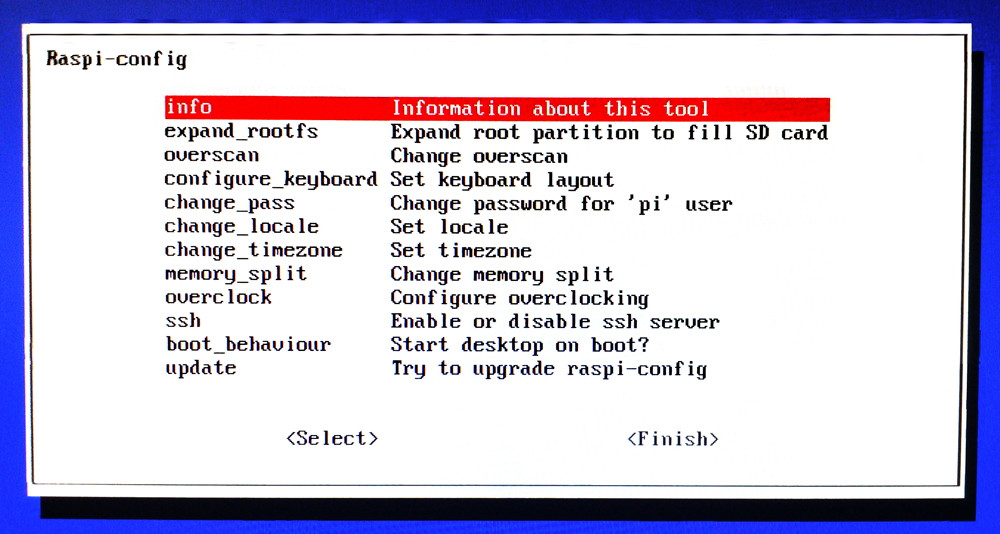 Raspi-config
info Information about this tool
expand_rootfs Expand root partition to fill SD card
overscan Change overscan
configure_keyboard Set keyboard layout
change_pass Change password for 'pi' user
change_locale Set locale
change_timezone Set timezone
memory_split Change memory split
overclock Configure overclocking
ssh Enable or disable ssh server
boot_behaviour Start desktop on boot?
update Try to upgrade raspi-config
<Select> <Finish>